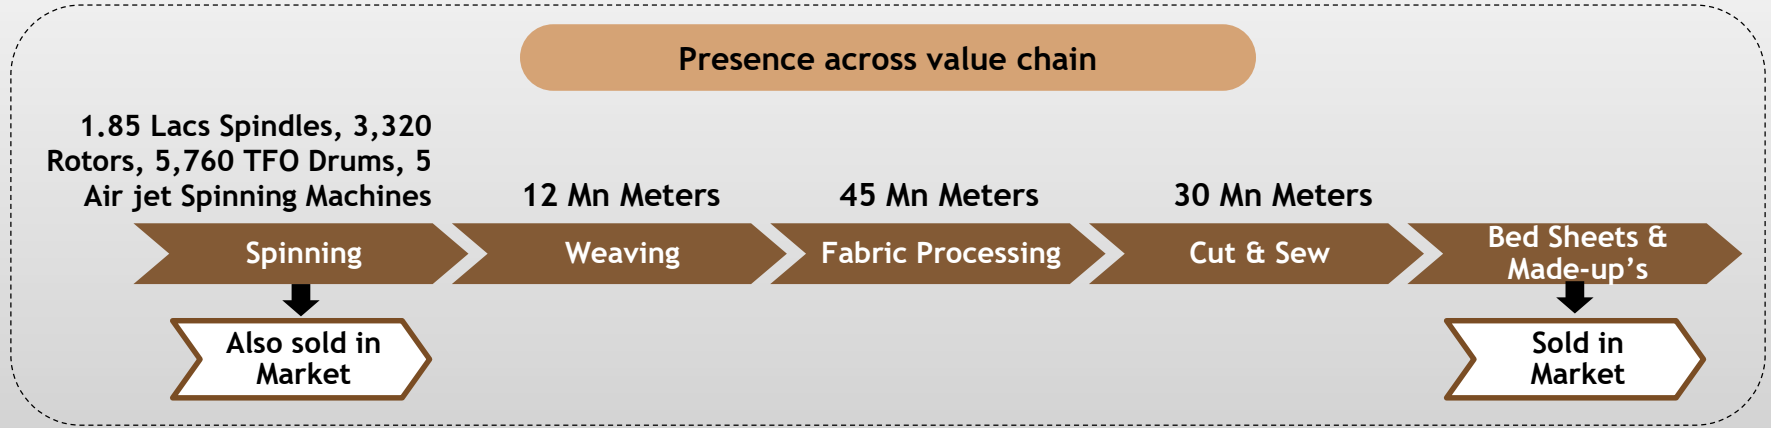 Presence across value chain
1.85 Lacs Spindles, 3,320
Rotors, 5,760 TFO Drums, 5
Air jet Spinning Machines
12 Mn Meters
45 Mn Meters
30 Mn Meters
Spinning
Weaving
Fabric Processing
Cut & Sew
Bed Sheets &
Made-up’s
Also sold in
Market
Sold in
Market